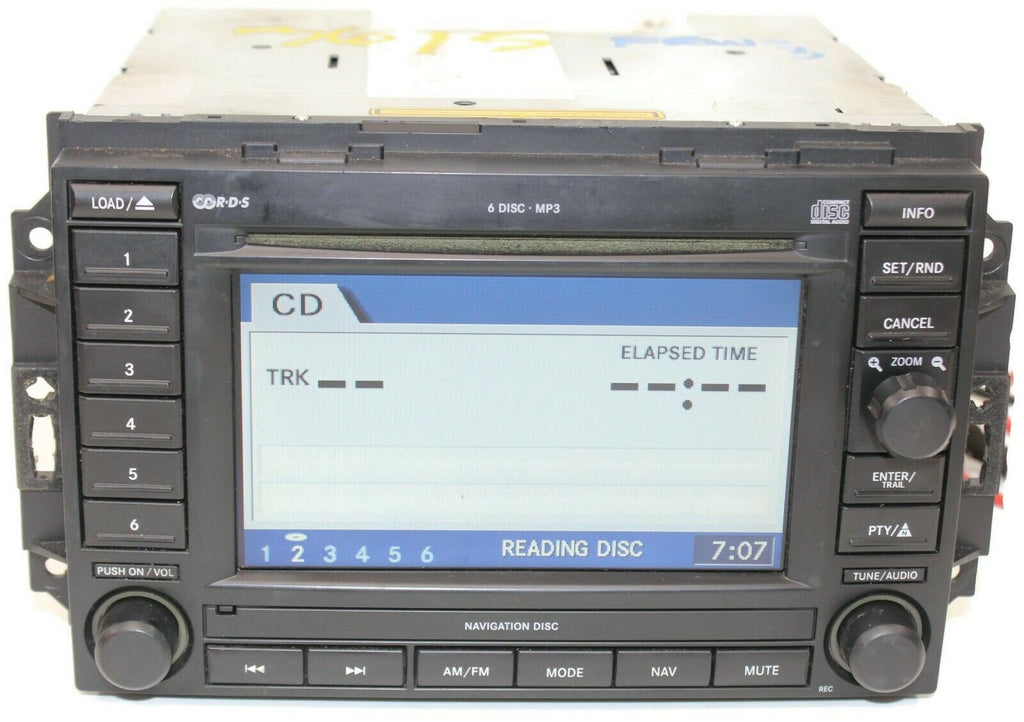 LOAD /
R·D·S
6 DISC · MP3
COMPACT
disc
DIGITAL AUDIO
INFO
1
SET/RND
2
CANCEL
3
ZOOM
4
5
ENTER/
TRAIL
6
PTY/
N
CD
ELAPSED TIME
TRK -- --:--
1 2 3 4 5 6 READING DISC 7:07
PUSH ON / VOL
TUNE/AUDIO
NAVIGATION DISC
AM/FM
MODE
NAV
MUTE
REC